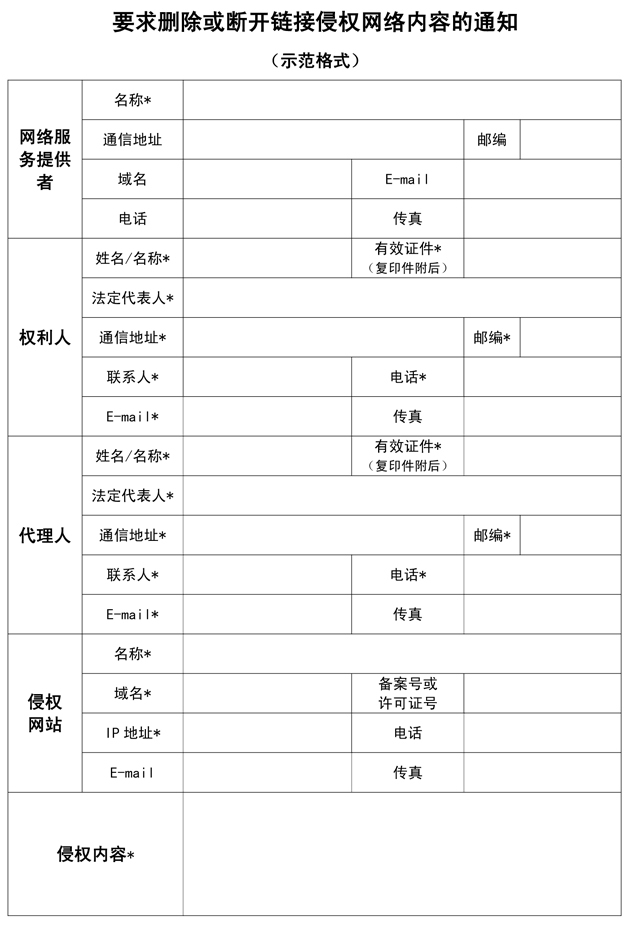 要求删除或断开链接侵权网络内容的通知
（示范格式）
网络服
务提供
者
名称*
通信地址
邮编
域名
E-mail
电话
传真
权利人
姓名/名称*
有效证件*
（复印件附后）
法定代表人*
通信地址*
邮编*
联系人*
电话*
E-mail*
传真
代理人
姓名/名称*
有效证件*
（复印件附后）
法定代表人*
通信地址*
邮编*
联系人*
电话*
E-mail*
传真
侵权
网站
名称*
域名*
备案号或
许可证号
IP 地址*
电话
E-mail
传真
侵权内容*